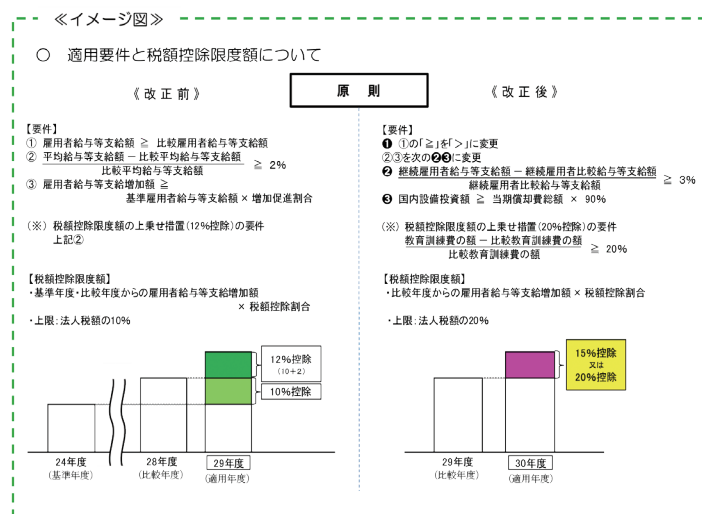 ≪イメージ図≫
○ 適用要件と税額控除限度額について
原 則
《改正前》
【要件】
① 雇用者給与等支給額 ≧ 比較雇用者給与等支給額
② 平均給与等支給額 － 比較平均給与等支給額
比較平均給与等支給額
≧ 2%
③ 雇用者給与等支給増加額 ≧
基準雇用者給与等支給額 × 増加促進割合
(※) 税額控除限度額の上乗せ措置(12%控除)の要件
上記②
【税額控除限度額】
・基準年度・比較年度からの雇用者給与等支給増加額
× 税額控除割合
・上限：法人税額の10%
12%控除
(10＋2)
10%控除
24年度
(基準年度)
28年度
(比較年度)
29年度
(適用年度)
《改正後》
【要件】
❶ ①の「≧」を「>」に変更
②③を次の❷❸に変更
❷ 継続雇用者給与等支給額 － 継続雇用者比較給与等支給額
継続雇用者比較給与等支給額
≧ 3%
❸ 国内設備投資額 ≧ 当期償却費総額 × 90%
(※) 税額控除限度額の上乗せ措置(20%控除)の要件
教育訓練費の額 － 比較教育訓練費の額
比較教育訓練費の額
≧ 20%
【税額控除限度額】
・比較年度からの雇用者給与等支給増加額 × 税額控除割合
・上限：法人税額の20%
15%控除
又は
20%控除
29年度
(比較年度)
30年度
(適用年度)